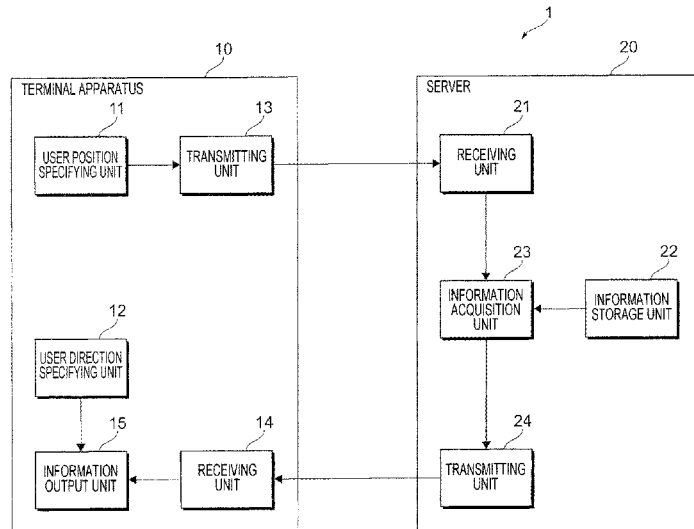 1
10
20
TERMINAL APPARATUS
SERVER
11
13
21
USER POSITION
SPECIFYING UNIT
TRANSMITTING
UNIT
RECEIVING
UNIT
23
22
INFORMATION
ACQUISITION
UNIT
INFORMATION
STORAGE UNIT
12
USER DIRECTION
SPECIFYING UNIT
15
14
24
INFORMATION
OUTPUT UNIT
RECEIVING
UNIT
TRANSMITTING
UNIT